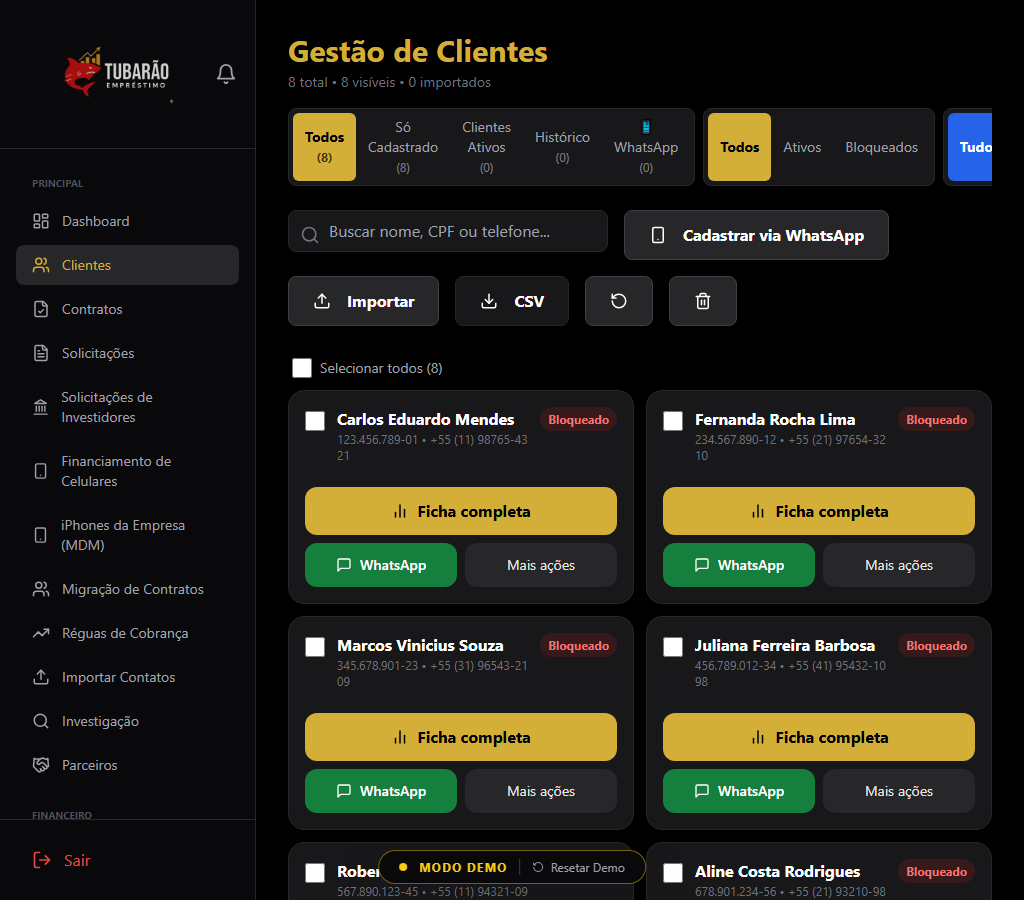 TUBARÃO
EMPRÉSTIMO
PRINCIPAL
Dashboard
Clientes
Contratos
Solicitações
Solicitações de
Investidores
Financiamento de
Celulares
iPhones da Empresa
(MDM)
Migração de Contratos
Réguas de Cobrança
Importar Contatos
Investigação
Parceiros
FINANCEIRO
Sair
Gestão de Clientes
8 total • 8 visíveis • 0 importados
Todos
(8)
Só
Cadastrado
(8)
Clientes
Ativos
(0)
Histórico
(0)
WhatsApp
(0)
Todos
Ativos
Bloqueados
Tudo
Buscar nome, CPF ou telefone...
Cadastrar via WhatsApp
Importar
CSV
Selecionar todos (8)
Carlos Eduardo Mendes
Bloqueado
123.456.789-01 • +55 (11) 98765-43
21
Ficha completa
WhatsApp
Mais ações
Fernanda Rocha Lima
Bloqueado
234.567.890-12 • +55 (21) 97654-32
10
Ficha completa
WhatsApp
Mais ações
Marcos Vinicius Souza
Bloqueado
345.678.901-23 • +55 (31) 96543-21
09
Ficha completa
WhatsApp
Mais ações
Juliana Ferreira Barbosa
Bloqueado
456.789.012-34 • +55 (41) 95432-10
98
Ficha completa
WhatsApp
Mais ações
567.890.123-45 • +55 (11) 94321-09
Aline Costa Rodrigues
Bloqueado
678.901.234-56 • +55 (21) 93210-98
MODO DEMO
Resetar Demo